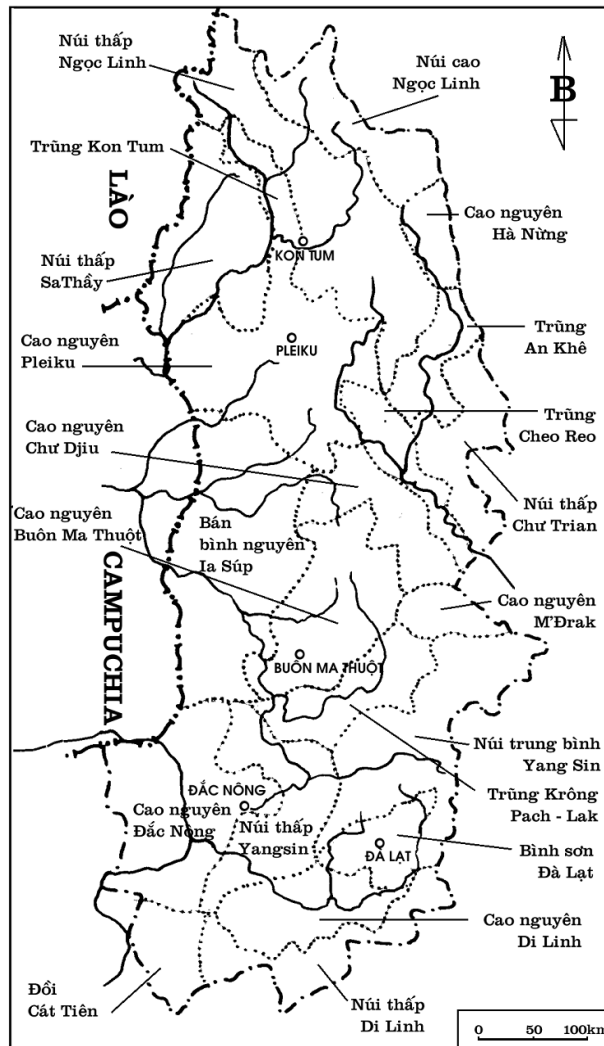 Núi thấp
Ngọc Linh
Núi cao
Ngọc Linh
B
Trũng Kon Tum
LÀO
Cao nguyên
Hà Nừng
KON TUM
Núi thấp
SaThầy
Trũng
An Khê
Cao nguyên
Pleiku
PLEIKU
Cao nguyên
Chư Djiu
Trũng
Cheo Reo
Cao nguyên
Buôn Ma Thuột
Bán
bình nguyên
Ia Súp
Núi thấp
Chư Trian
CAMPUCHIA
Cao nguyên
M'Đrak
BUÔN MA THUỘT
Núi trung bình
Yang Sin
ĐẮC NÔNG
Cao nguyên
Đắc Nông
Núi thấp
Yangsin
Trũng Krông
Pach - Lak
ĐÀ LẠT
Bình sơn
Đà Lạt
Cao nguyên
Di Linh
Đồi
Cát Tiên
Núi thấp
Di Linh
0 50 100km